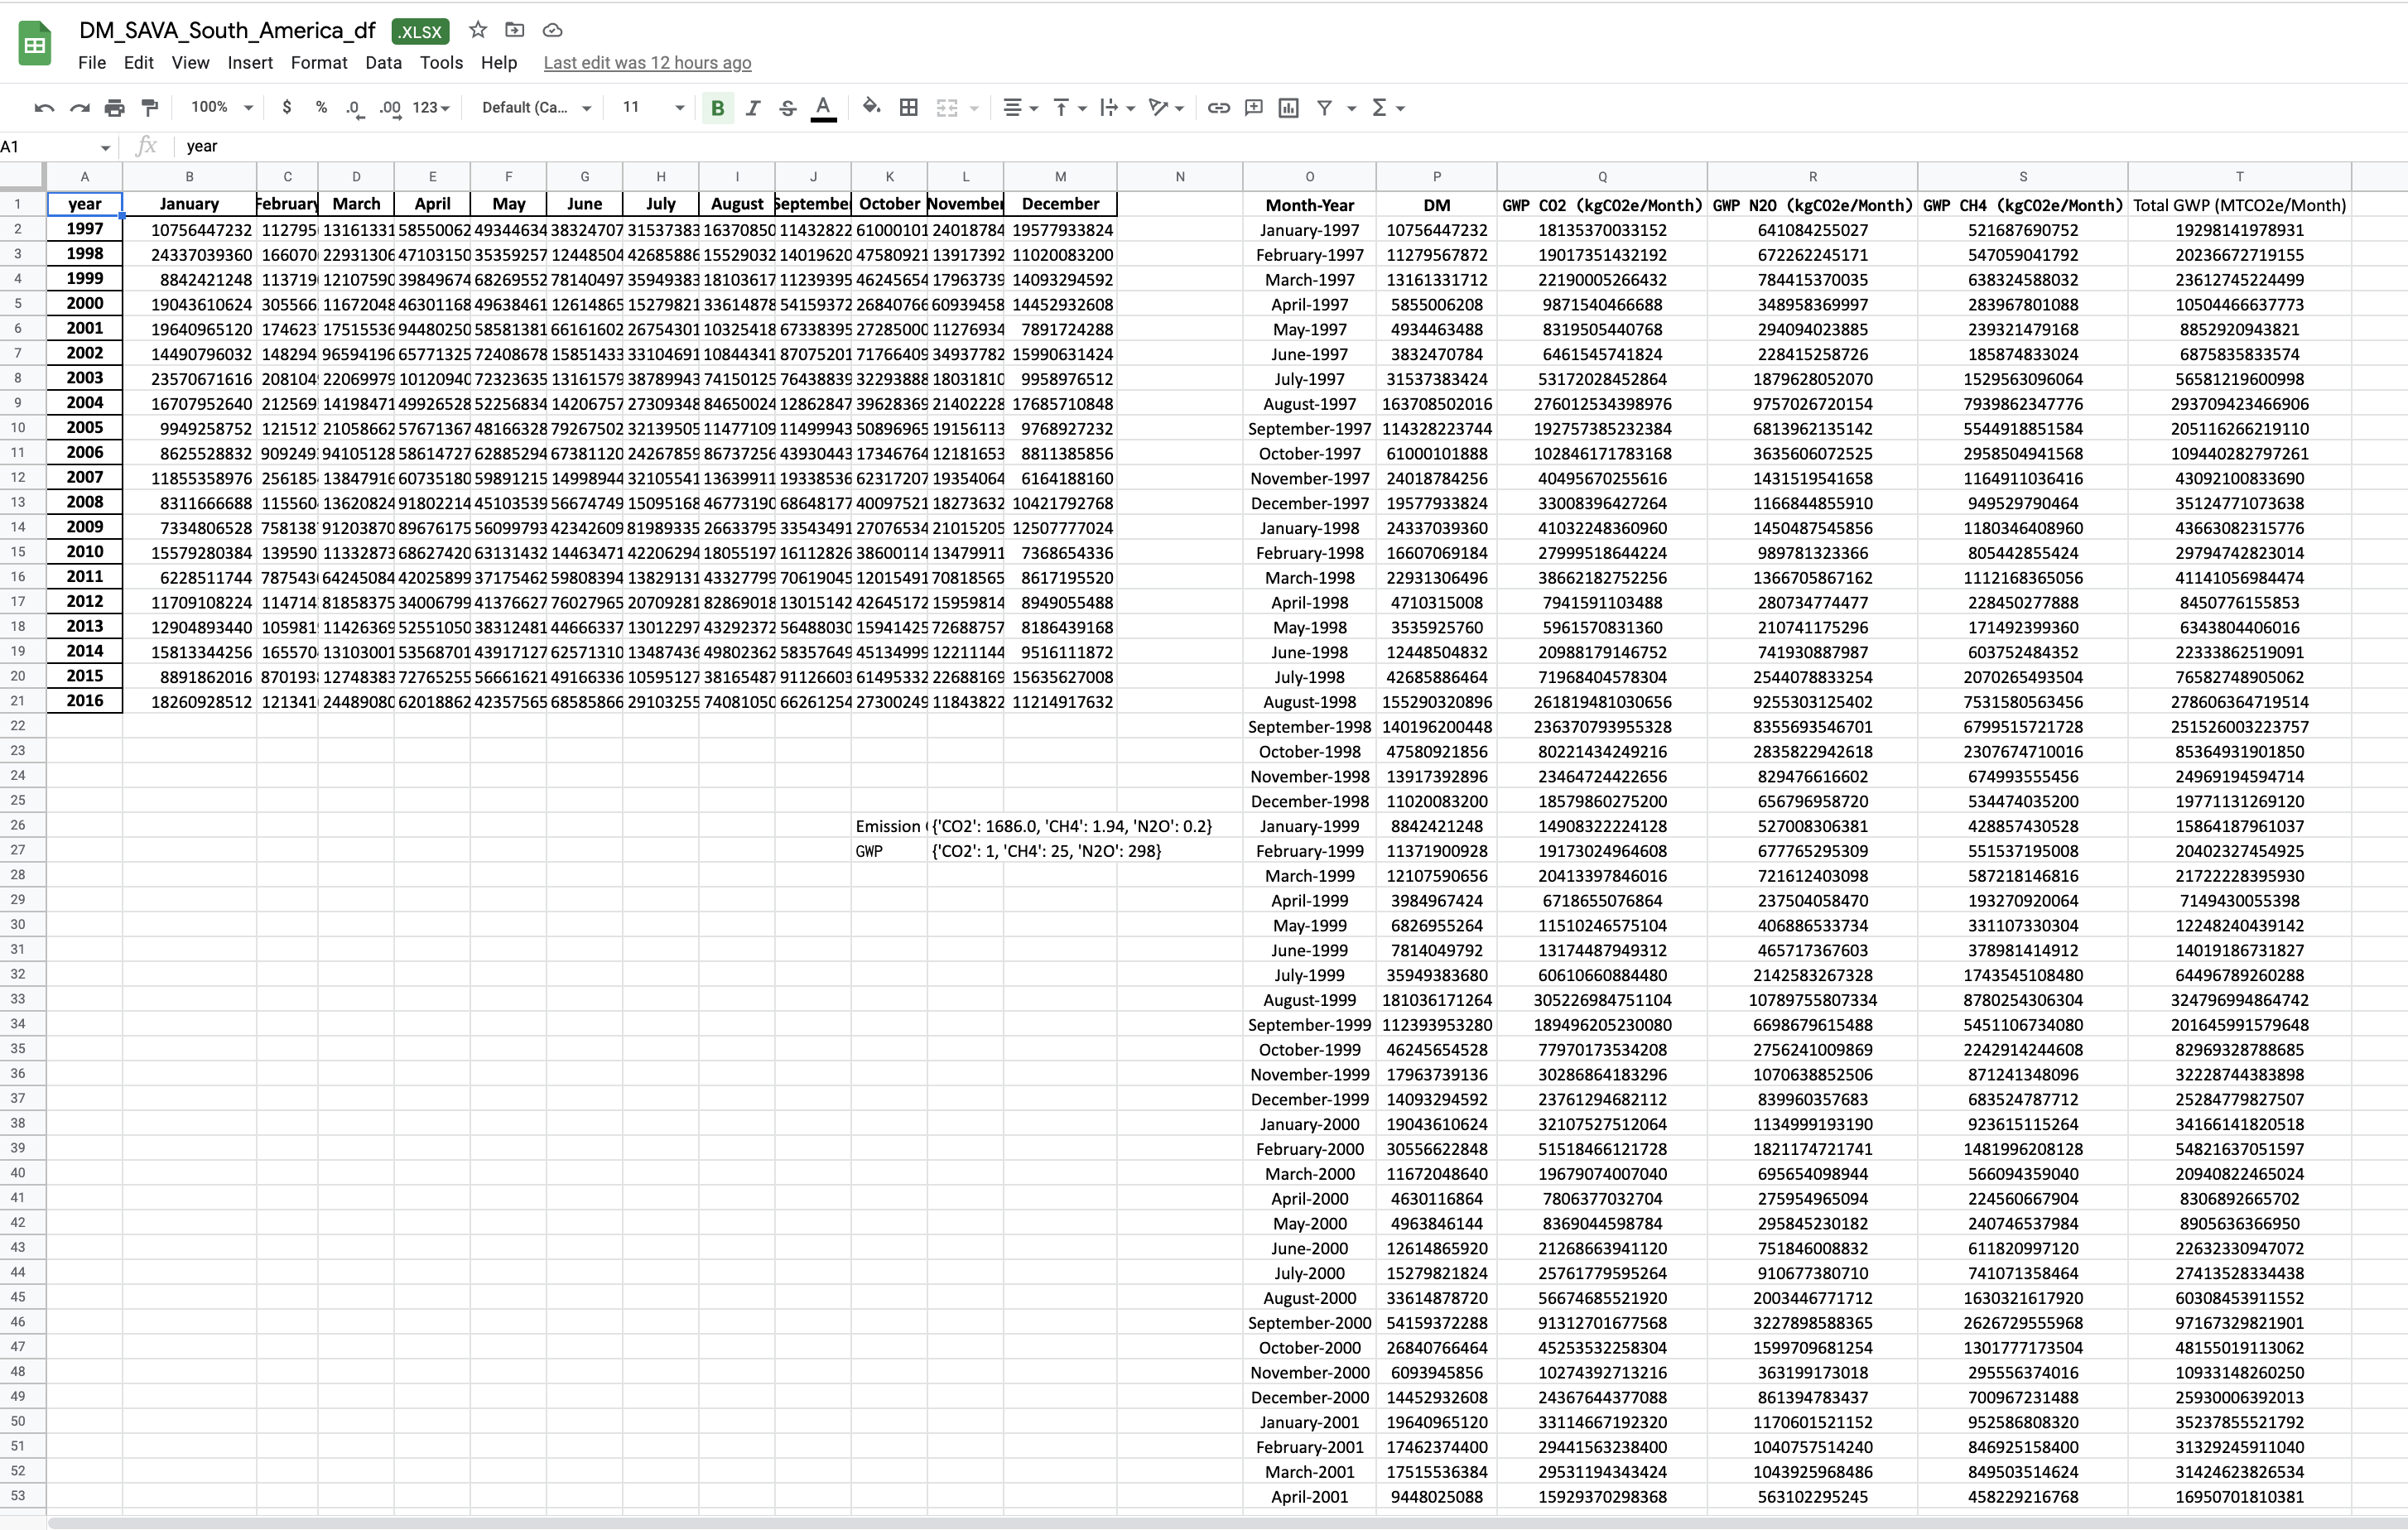 DM_SAVA_South_America_df .XLSX
File Edit View Insert Format Data Tools Help Last edit was 12 hours ago
100% $ % .0 .00 123 Default (Ca... 11 B I S A
A1 fx year
A B C D E F G H I J K L M N O P Q R S T
1 year January February March April May June July August September October November December Month-Year DM GWP CO2 (kgC02e/Month) GWP N2O (kgC02e/Month) GWP CH4 (kgC02e/Month) Total GWP (MTCO2e/Month)
2 1997 10756447232 112795 13161331 58550062 49344634 38324707 31537383 16370850 11432822 61000101 24018784 19577933824 January-1997 10756447232 18135370033152 641084255027 521687690752 19298141978931
3 1998 24337039360 166070 22931306 47103150 35359257 12448504 42685886 15529032 14019620 47580921 13917392 11020083200 February-1997 11279567872 19017351432192 672262245171 547059041792 20236672719155
4 1999 8842421248 113719 12107590 39849674 68269552 78140497 35949383 18103617 11239395 46245654 17963739 14093294592 March-1997 13161331712 22190005266432 784415370035 638324588032 23612745224499
5 2000 19043610624 305566 11672048 46301168 49638461 12614865 15279821 33614878 54159372 26840766 60939458 14452932608 April-1997 5855006208 9871540466688 348958369997 283967801088 10504466637773
6 2001 19640965120 174623 17515536 94480250 58581381 66161602 26754301 10325418 67338395 27285000 11276934 7891724288 May-1997 4934463488 8319505440768 294094023885 239321479168 8852920943821
7 2002 14490796032 148294 96594196 65771325 72408678 15851433 33104691 10844341 87075201 71766409 34937782 15990631424 June-1997 3832470784 6461545741824 228415258726 185874833024 6875835833574
8 2003 23570671616 208104 22069979 10120940 72323635 13161579 38789943 74150125 76438839 32293888 18031810 9958976512 July-1997 31537383424 53172028452864 1879628052070 1529563096064 56581219600998
9 2004 16707952640 212569 14198471 49926528 52256834 14206757 27309348 84650024 12862847 39628369 21402228 17685710848 August-1997 163708502016 276012534398976 9757026720154 7939862347776 293709423466906
10 2005 9949258752 121512 21058662 57671367 48166328 79267502 32139505 11477109 11499943 50896965 19156113 9768927232 September-1997 114328223744 192757385232384 6813962135142 5544918851584 205116266219110
11 2006 8625528832 909249 94105128 58614727 62885294 67381120 24267859 86737256 43930443 17346764 12181653 8811385856 October-1997 61000101888 102846171783168 3635606072525 2958504941568 109440282797261
12 2007 11855358976 256185 13847916 60735180 59891215 14998944 32105541 11363991 19338536 62317207 19354064 6164188160 November-1997 24018784256 40495670255616 1431519541658 1164911036416 43092100833690
13 2008 8311666688 115560 13620824 91802214 45103539 56674749 15095168 46773190 68648177 40097521 18273632 10421792768 December-1997 19577933824 33008396427264 1166844855910 949529790464 35124771073638
14 2009 7334806528 758138 91203870 89676175 56099793 42342609 81989335 26633795 33543491 27076534 21015205 12507777024 January-1998 24337039360 41032248360960 1450487545856 1180346408960 43663082315776
15 2010 15579280384 139590 11332873 68627420 63131432 14463471 42206294 18055197 16112826 38600114 13479911 7368654336 February-1998 16607069184 27999518644224 989781323366 805442855424 29794742823014
16 2011 6228511744 787543 64245084 42025899 37175462 59808394 13829131 43327799 70619045 12015491 70818565 8617195520 March-1998 22931306496 38662182752256 1366705867162 1112168365056 41141056984474
17 2012 11709108224 114714 81858375 34006799 41376627 76027965 20709281 82869018 13015142 42645172 15959814 8949055488 April-1998 4710315008 7941591103488 280734774477 228450277888 8450776155853
18 2013 12904893440 105981 11426369 52551050 38312481 44666337 13012297 43292372 56488030 15941425 72688757 8186439168 May-1998 3535925760 5961570831360 210741175296 171492399360 6343804406016
19 2014 15813344256 165570 13103001 53568701 43917127 62571310 13487436 49802362 58357649 45134999 12211144 9516111872 June-1998 12448504832 20988179146752 741930887987 603752484352 22333862519091
20 2015 8891862016 870193 12748383 72765255 56661621 49166336 10595127 38165487 91126603 61495332 22688169 15635627008 July-1998 42685886464 71968404578304 2544078833254 2070265493504 76582748905062
21 2016 18260928512 121341 24489080 62018862 42357565 68585866 29103255 74081050 66261254 27300249 11843822 11214917632 August-1998 155290320896 261819481030656 9255303125402 7531580563456 278606364719514
22 September-1998 140196200448 236370793955328 8355693546701 6799515721728 251526003223757
23 October-1998 47580921856 80221434249216 2835822942618 2307674710016 85364931901850
24 November-1998 13917392896 23464724422656 829476616602 674993555456 24969194594714
25 December-1998 11020083200 18579860275200 656796958720 534474035200 19771131269120
26 Emission {'CO2': 1686.0, 'CH4': 1.94, 'N2O': 0.2} January-1999 8842421248 14908322224128 527008306381 428857430528 15864187961037
27 GWP {'CO2': 1, 'CH4': 25, 'N2O': 298} February-1999 11371900928 19173024964608 677765295309 551537195008 20402327454925
28 March-1999 12107590656 20413397846016 721612403098 587218146816 21722228395930
29 April-1999 3984967424 6718655076864 237504058470 193270920064 7149430055398
30 May-1999 6826955264 11510246575104 406886533734 331107330304 12248240439142
31 June-1999 7814049792 13174487949312 465717367603 378981414912 14019186731827
32 July-1999 35949383680 60610660884480 2142583267328 1743545108480 64496789260288
33 August-1999 181036171264 305226984751104 10789755807334 8780254306304 324796994864742
34 September-1999 112393953280 189496205230080 6698679615488 5451106734080 201645991579648
35 October-1999 46245654528 77970173534208 2756241009869 2242914244608 82969328788685
36 November-1999 17963739136 30286864183296 1070638852506 871241348096 32228744383898
37 December-1999 14093294592 23761294682112 839960357683 683524787712 25284779827507
38 January-2000 19043610624 32107527512064 1134999193190 923615115264 34166141820518
39 February-2000 30556622848 51518466121728 1821174721741 1481996208128 54821637051597
40 March-2000 11672048640 19679074007040 695654098944 566094359040 20940822465024
41 April-2000 4630116864 7806377032704 275954965094 224560667904 8306892665702
42 May-2000 4963846144 8369044598784 295845230182 240746537984 8905636366950
43 June-2000 12614865920 21268663941120 751846008832 611820997120 22632330947072
44 July-2000 15279821824 25761779595264 910677380710 741071358464 27413528334438
45 August-2000 33614878720 56674685521920 2003446771712 1630321617920 60308453911552
46 September-2000 54159372288 91312701677568 3227898588365 2626729555968 97167329821901
47 October-2000 26840766464 45253532258304 1599709681254 1301777173504 48155019113062
48 November-2000 6093945856 10274392713216 363199173018 295556374016 10933148260250
49 December-2000 14452932608 24367644377088 861394783437 700967231488 25930006392013
50 January-2001 19640965120 33114667192320 1170601521152 952586808320 35237855521792
51 February-2001 17462374400 29441563238400 1040757514240 846925158400 31329245911040
52 March-2001 17515536384 29531194343424 1043925968486 849503514624 31424623826534
53 April-2001 9448025088 15929370298368 563102295245 458229216768 16950701810381